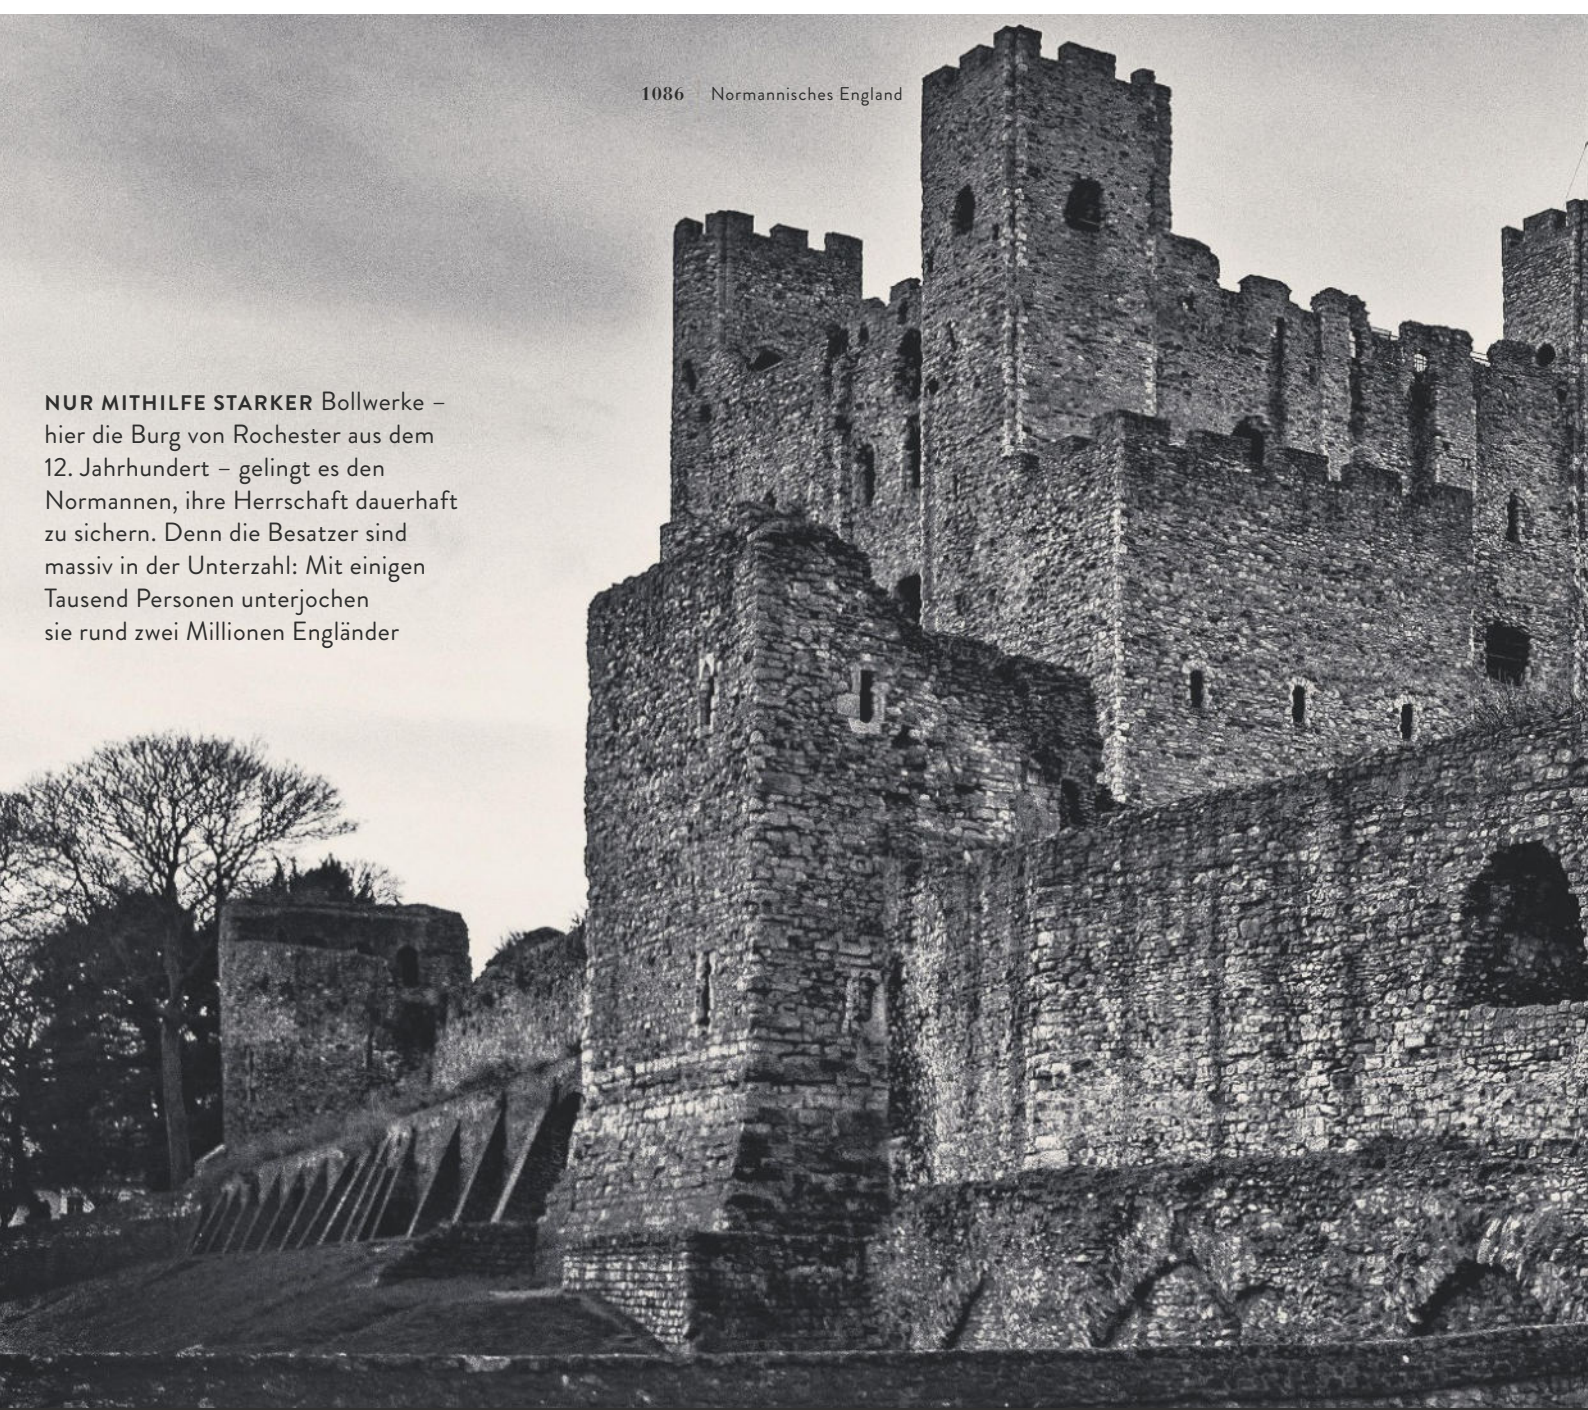 1086 Normannisches England
NUR MITHILFE STARKER Bollwerke –
hier die Burg von Rochester aus dem
12. Jahrhundert – gelingt es den
Normannen, ihre Herrschaft dauerhaft
zu sichern. Denn die Besatzer sind
massiv in der Unterzahl: Mit einigen
Tausend Personen unterjochen
sie rund zwei Millionen Engländer